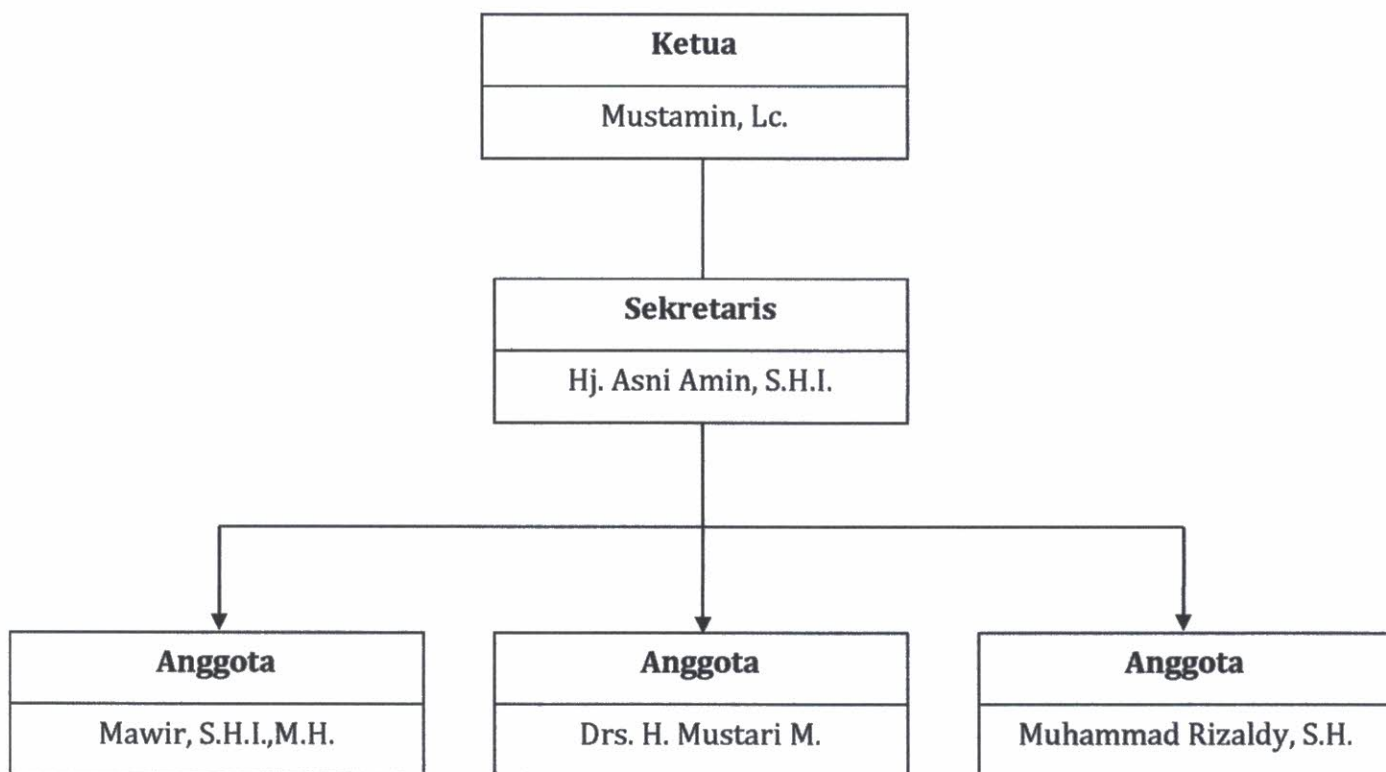 Ketua
Mustamin, Lc.
Sekretaris
Hj. Asni Amin, S.H.I.
Anggota
Mawir, S.H.I.,M.H.
Anggota
Drs. H. Mustari M.
Anggota
Muhammad Rizaldy, S.H.